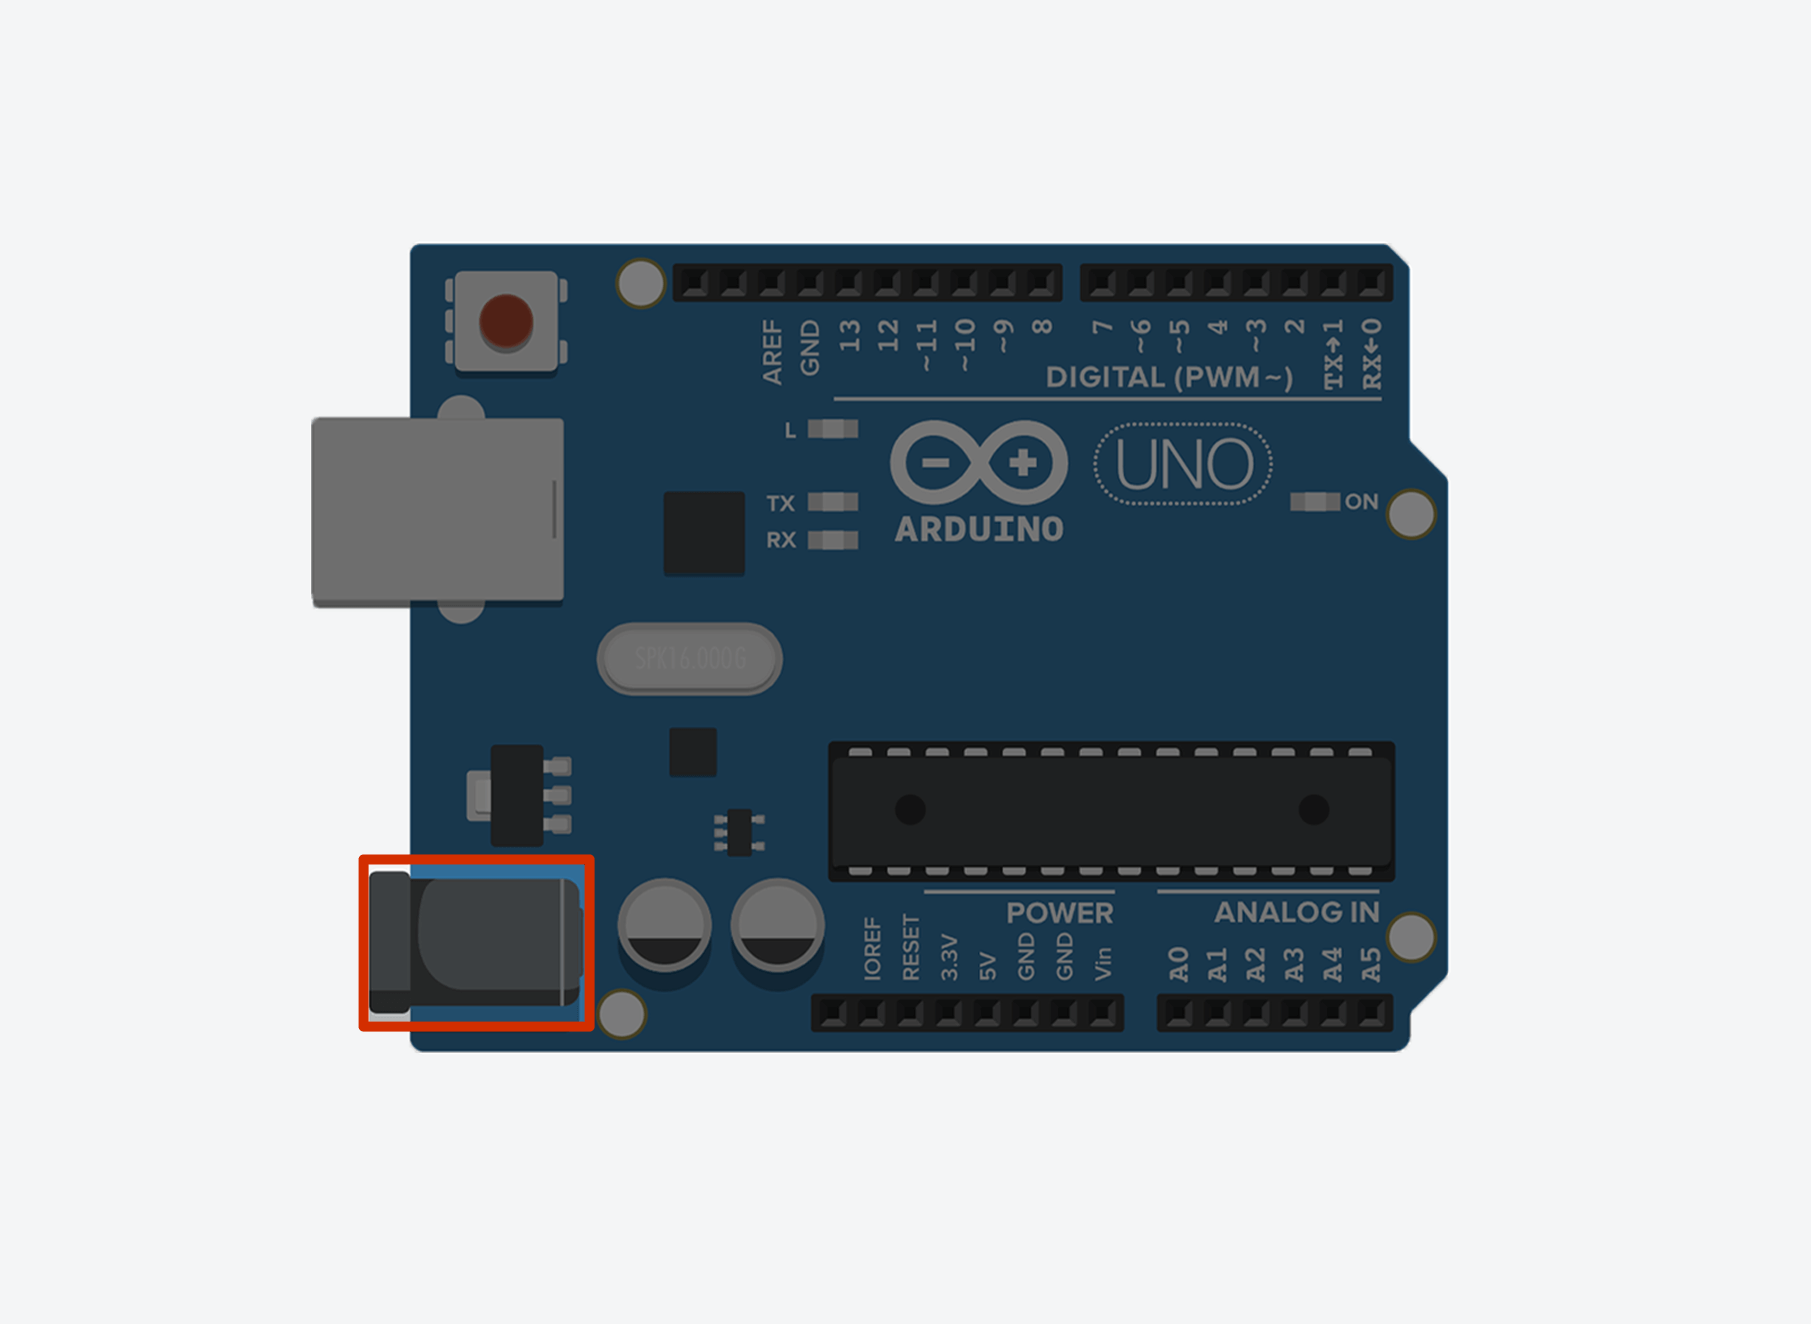 AREF
GND
13
12
~11
~10
~9
8
7
~6
~5
4
~3
2
TX→1
RX←0
DIGITAL (PWM~)
L
TX
RX
ARDUINO
UNO
ON
SPK16.000G
POWER
ANALOG IN
IOREF
RESET
3.3V
5V
GND
GND
Vin
A0
A1
A2
A3
A4
A5